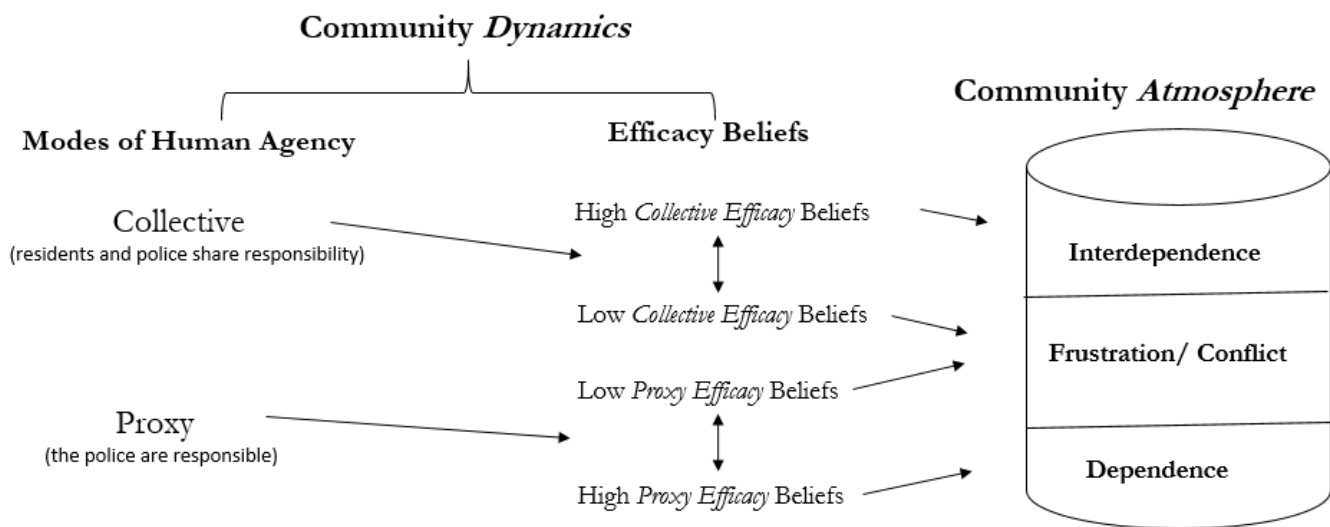 Community Dynamics
Community Atmosphere
Modes of Human Agency
Efficacy Beliefs
Collective
(residents and police share responsibility)
High Collective Efficacy Beliefs
Interdependence
Low Collective Efficacy Beliefs
Frustration/ Conflict
Low Proxy Efficacy Beliefs
Proxy
(the police are responsible)
Dependence
High Proxy Efficacy Beliefs